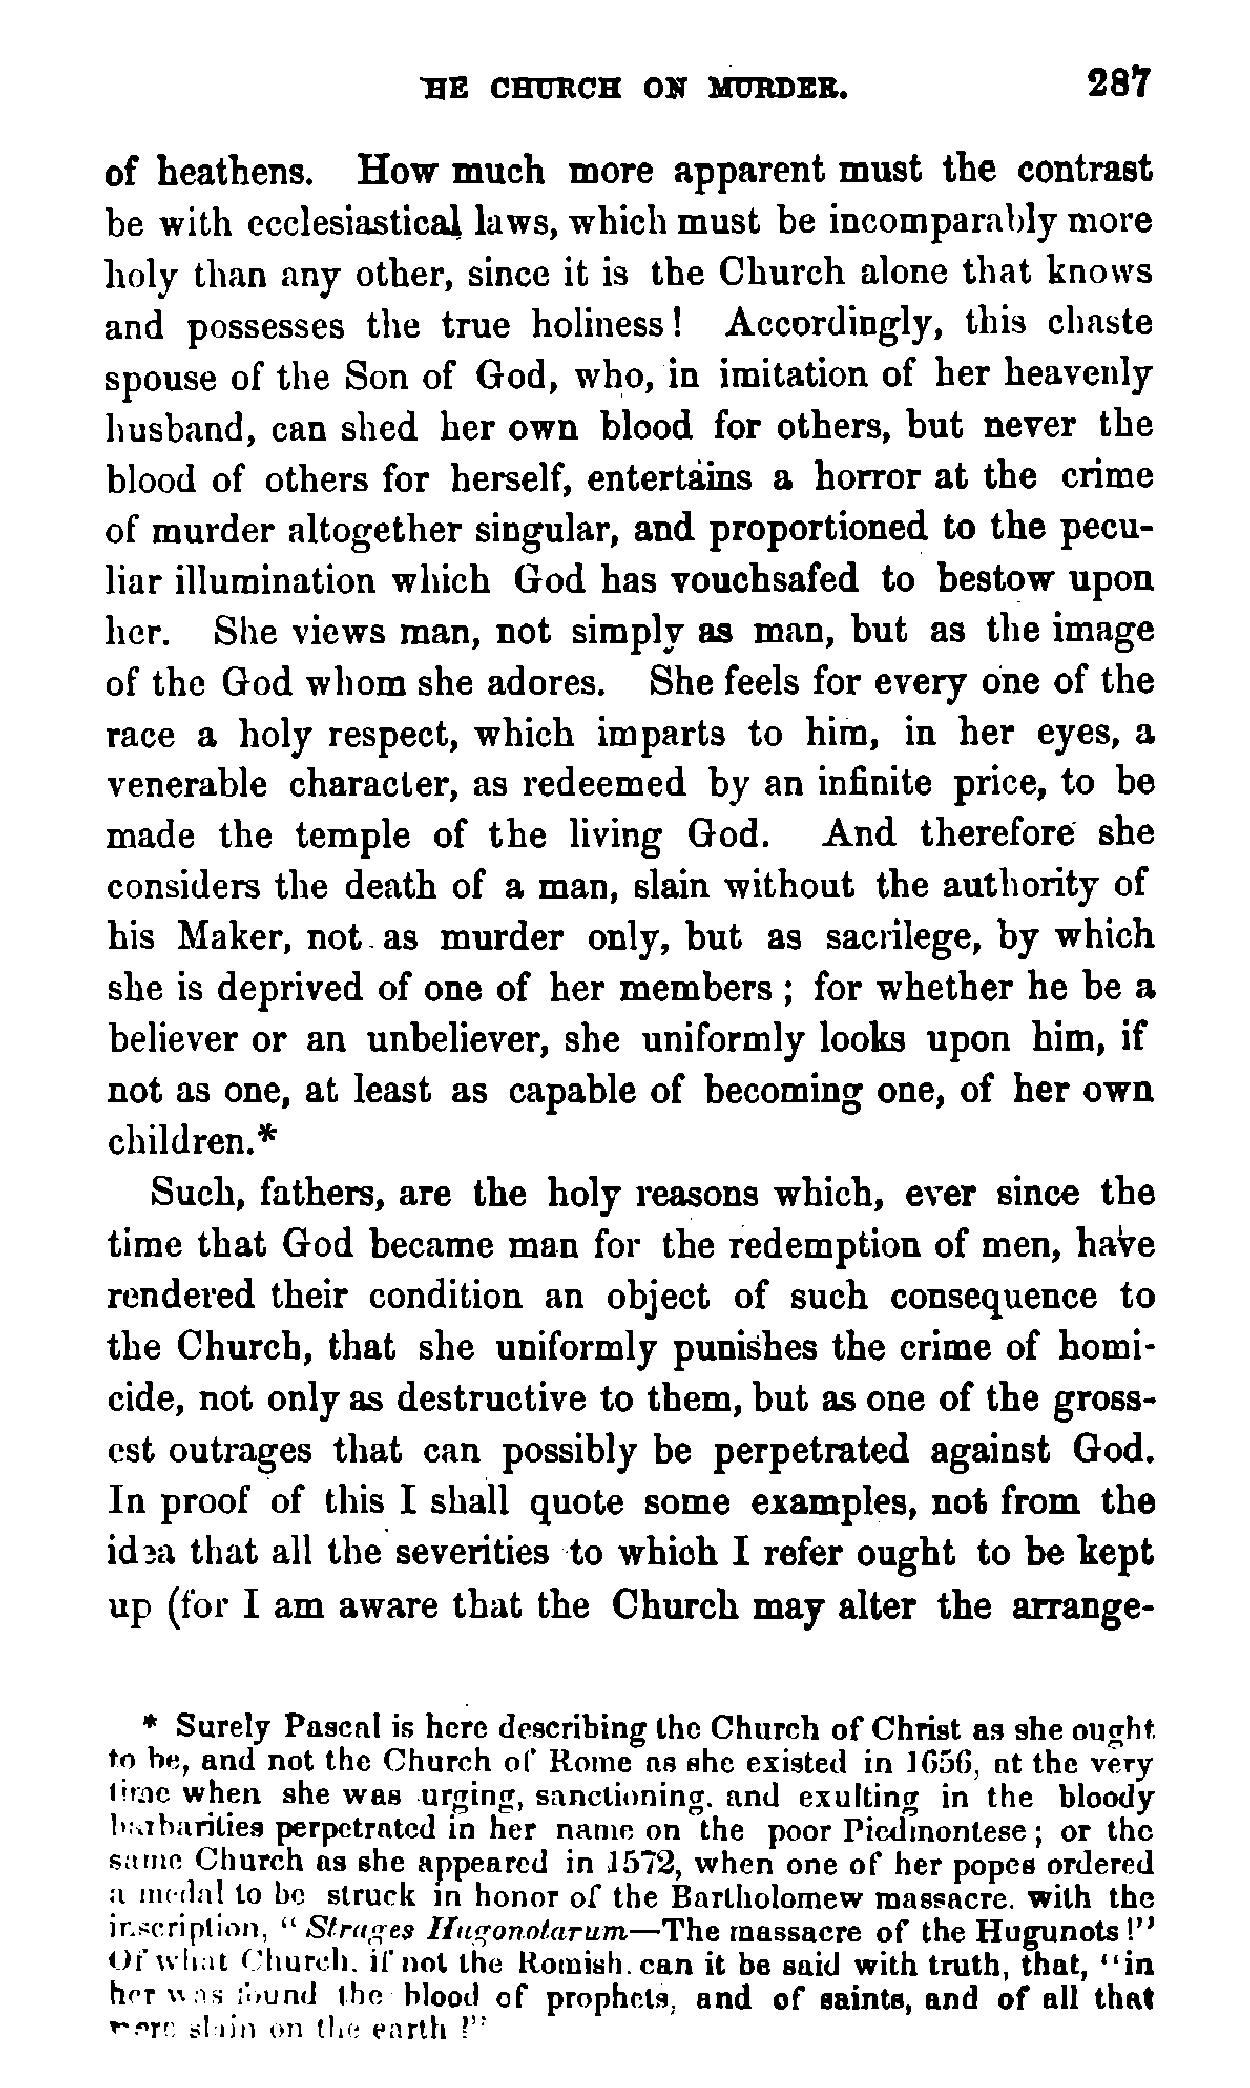 HE CHURCH ON MURDER. 287
of heathens. How much more apparent must the contrast
be with ecclesiastical laws, which must be incomparably more
holy than any other, since it is the Church alone that knows
and possesses the true holiness! Accordingly, this chaste
spouse of the Son of God, who, in imitation of her heavenly
husband, can shed her own blood for others, but never the
blood of others for herself, entertains a horror at the crime
of murder altogether singular, and proportioned to the pecu-
liar illumination which God has vouchsafed to bestow upon
her. She views man, not simply as man, but as the image
of the God whom she adores. She feels for every one of the
race a holy respect, which imparts to him, in her eyes, a
venerable character, as redeemed by an infinite price, to be
made the temple of the living God. And therefore she
considers the death of a man, slain without the authority of
his Maker, not as murder only, but as sacrilege, by which
she is deprived of one of her members; for whether he be a
believer or an unbeliever, she uniformly looks upon him, if
not as one, at least as capable of becoming one, of her own
children.*
Such, fathers, are the holy reasons which, ever since the
time that God became man for the redemption of men, have
rendered their condition an object of such consequence to
the Church, that she uniformly punishes the crime of homi-
cide, not only as destructive to them, but as one of the gross-
est outrages that can possibly be perpetrated against God.
In proof of this I shall quote some examples, not from the
idea that all the severities to which I refer ought to be kept
up (for I am aware that the Church may alter the arrange-
* Surely Pascal is here describing the Church of Christ as she ought
to be, and not the Church of Rome as she existed in 1656, at the very
time when she was urging, sanctioning, and exulting in the bloody
barbarities perpetrated in her name on the poor Piedmontese; or the
same Church as she appeared in 1572, when one of her popes ordered
a medal to be struck in honor of the Bartholomew massacre, with the
inscription, "Strages Hugonotarum—The massacre of the Hugunots!"
Of what Church, if not the Romish, can it be said with truth, that, "in
her was found the blood of prophets, and of saints, and of all that
were slain on the earth!"